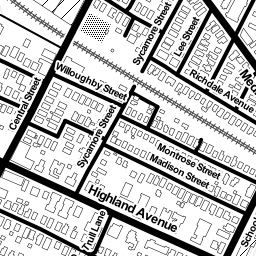 Sycamore Street
Lee Street
Richdale Avenue
Willoughby Street
Central Street
Sycamore Street
Montrose Street
Madison Street
Highland Avenue
Trull Lane
School